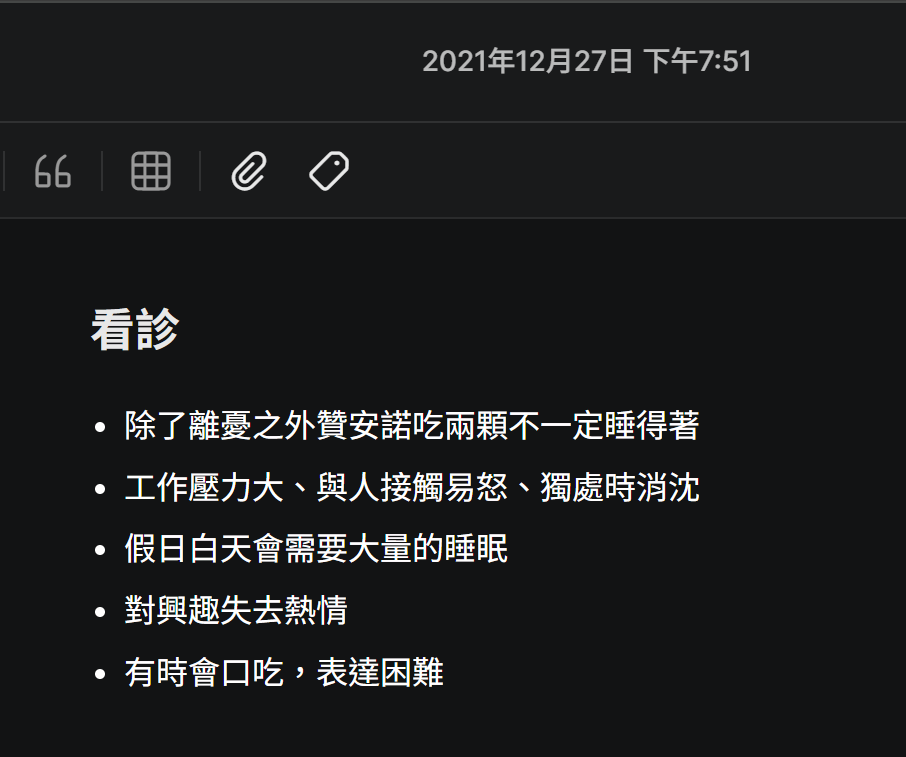 2021年12月27日 下午7:51
看診
• 除了離憂之外贊安諾吃兩顆不一定睡得著
• 工作壓力大、與人接觸易怒、獨處時消沈
• 假日白天會需要大量的睡眠
• 對興趣失去熱情
• 有時會口吃，表達困難